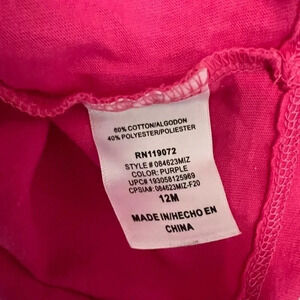 60% COTTON/ALGODON
40% POLYESTER/POLIESTER
RN119072
STYLE # 084623MIZ
COLOR: PURPLE
UPC# 193058125969
CPSIA#: 084623MIZ-F20
12M
MADE IN/HECHO EN
CHINA